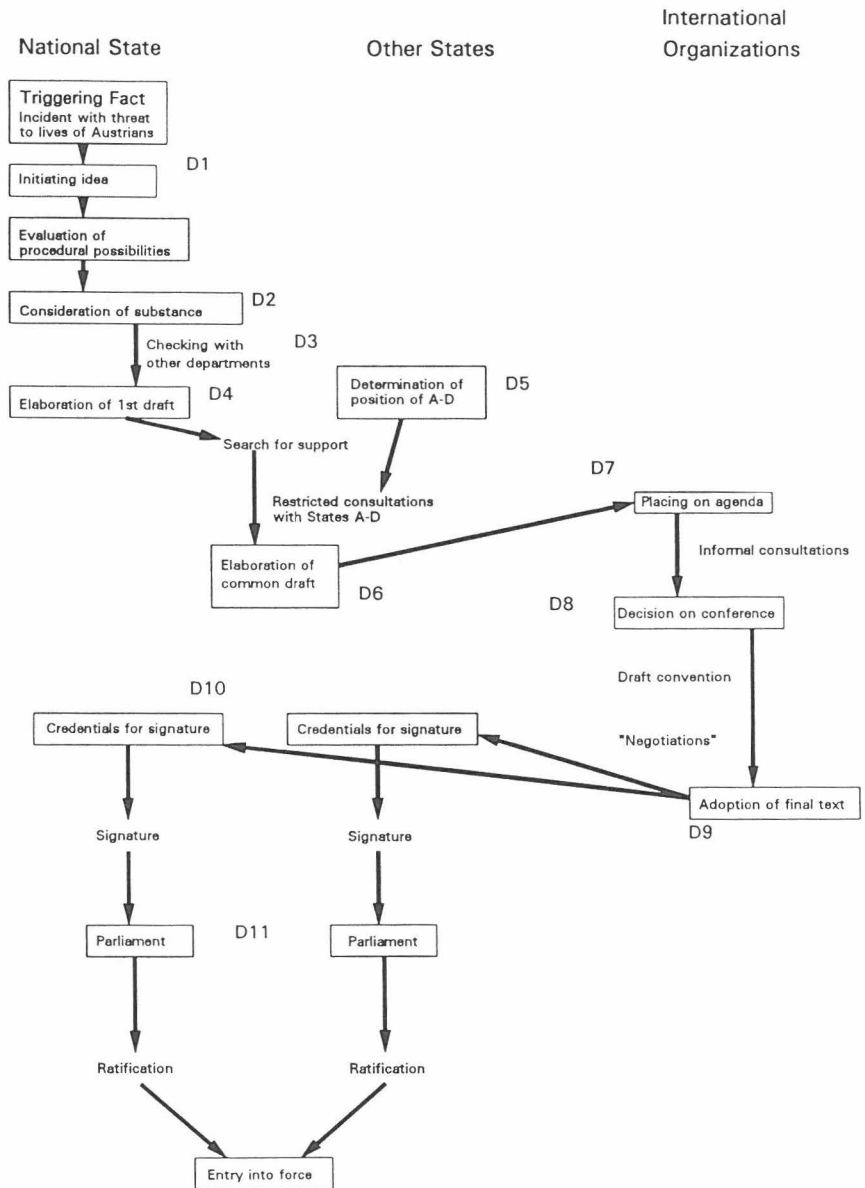 International
National State
Other States
Organizations
Triggering Fact
Incident with threat
to lives of Austrians
D1
Initiating idea
Evaluation of
procedural possibilities
D2
Consideration of substance
D3
Checking with
other departments
D4
Elaboration of 1st draft
Determination of
position of A-D
D5
Search for support
D7
Restricted consultations
with States A-D
Placing on agenda
Elaboration of
common draft
D6
Informal consultations
D8
Decision on conference
Draft convention
D10
Credentials for signature
Credentials for signature
"Negotiations"
Adoption of final text
D9
Signature
Signature
D11
Parliament
Parliament
Ratification
Ratification
Entry into force